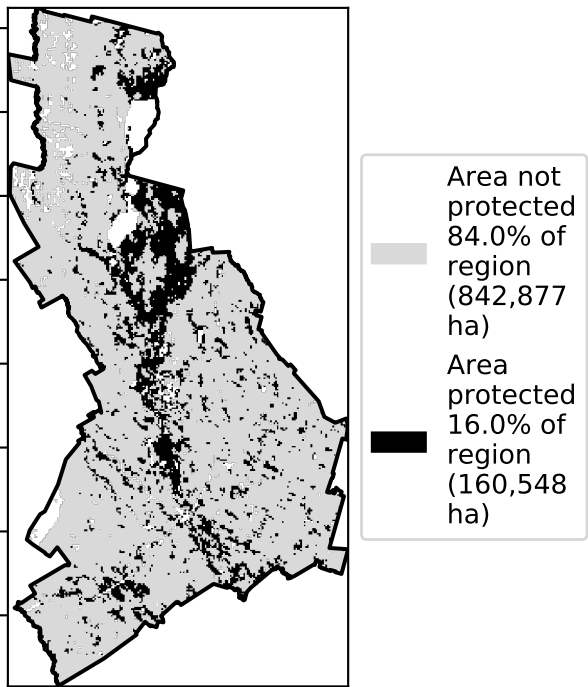 Area not
protected
84.0% of
region
(842,877
ha)
Area
protected
16.0% of
region
(160,548
ha)